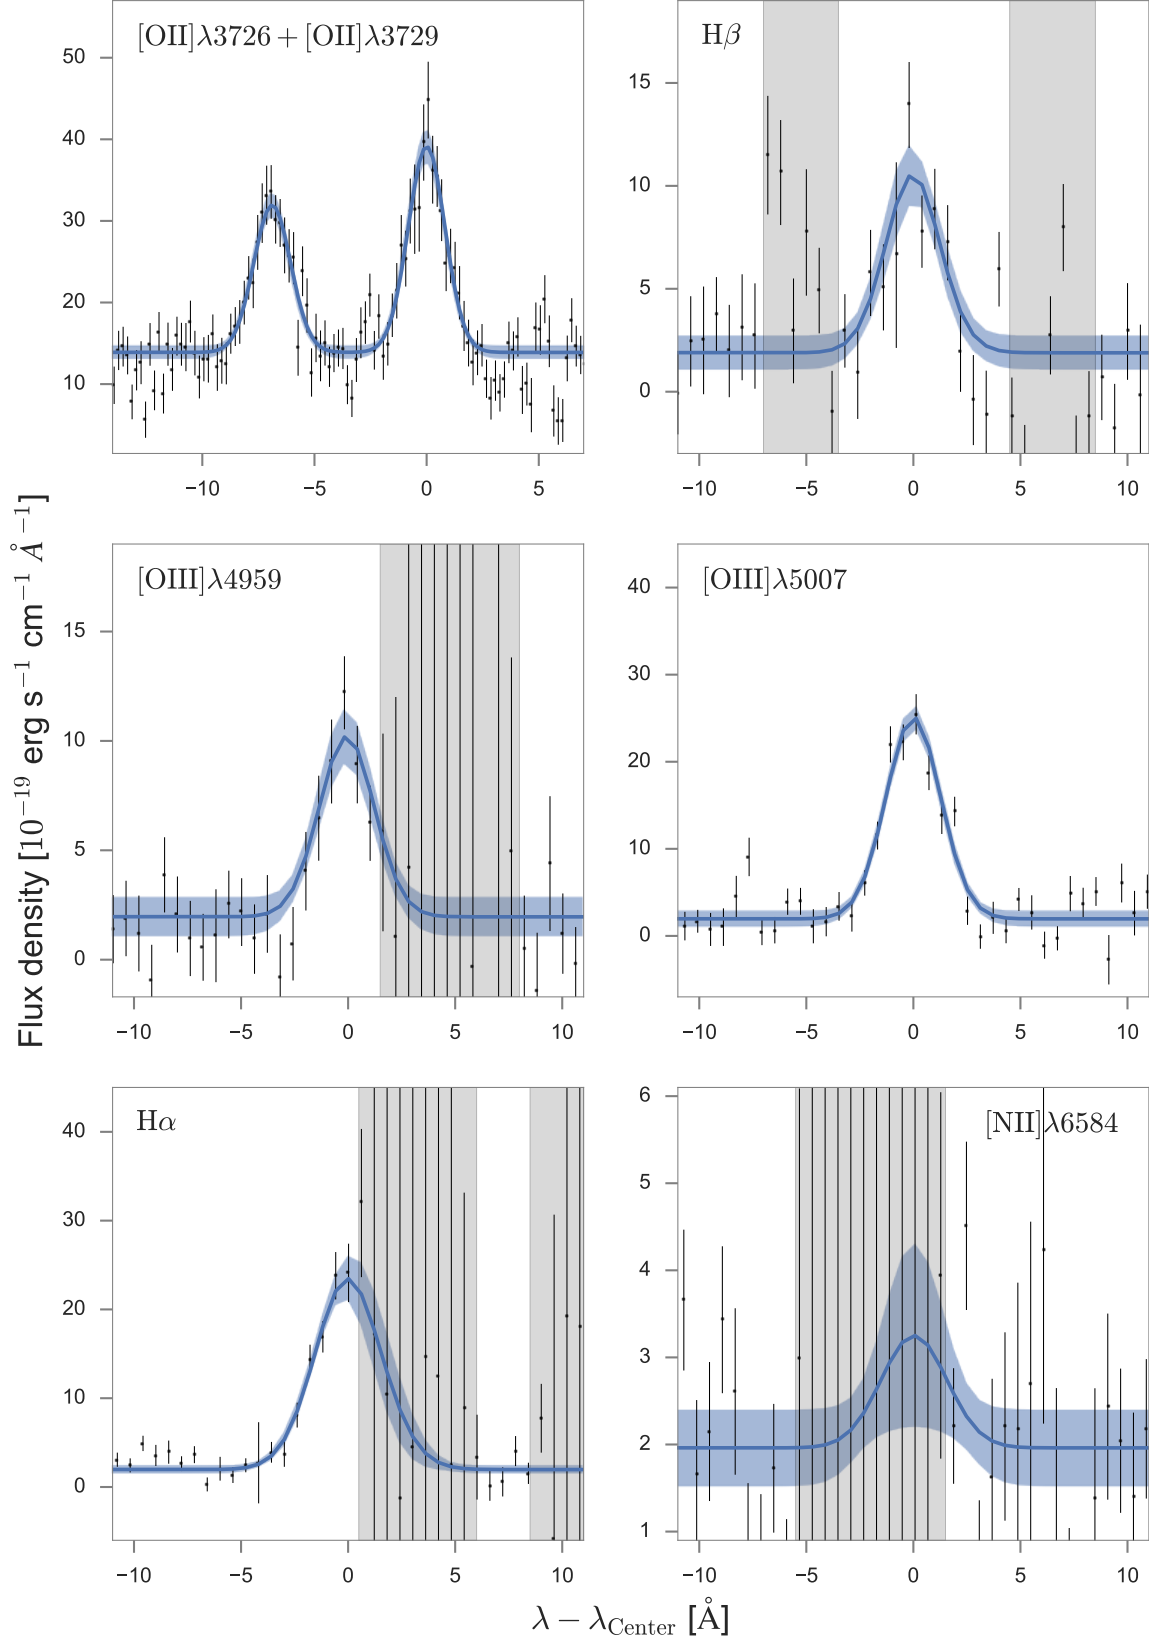 [OII]λ3726 + [OII]λ3729
50
40
30
20
10
−10 −5 0 5
Hβ
15
10
5
0
−10 −5 0 5 10
Flux density [10⁻¹⁹ erg s⁻¹ cm⁻¹ Å⁻¹]
[OIII]λ4959
15
10
5
0
−10 −5 0 5 10
[OIII]λ5007
40
30
20
10
0
−10 −5 0 5 10
Hα
40
30
20
10
0
−10 −5 0 5 10
[NII]λ6584
6
5
4
3
2
1
−10 −5 0 5 10
λ − λCenter [Å]